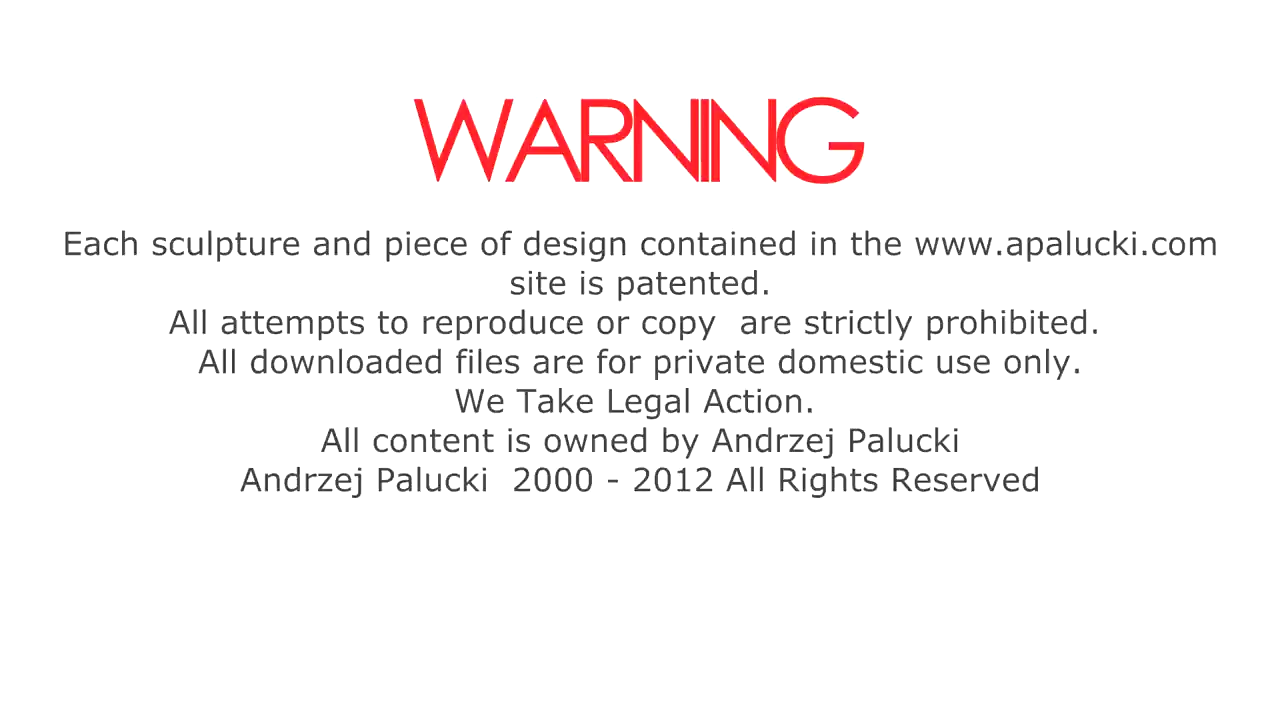 WARNING
Each sculpture and piece of design contained in the www.apalucki.com
site is patented.
All attempts to reproduce or copy  are strictly prohibited.
All downloaded files are for private domestic use only.
We Take Legal Action.
All content is owned by Andrzej Palucki
Andrzej Palucki  2000 - 2012 All Rights Reserved